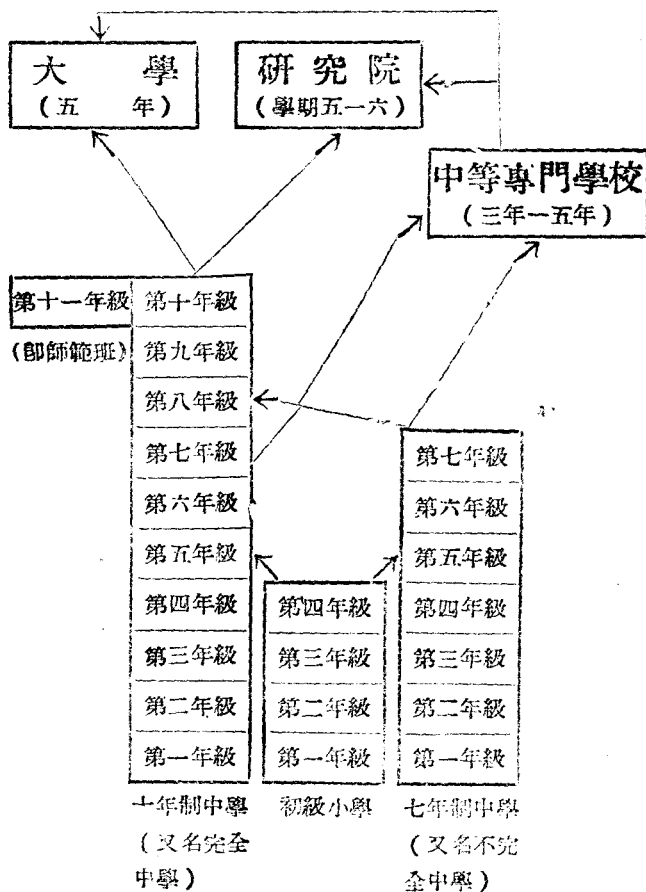 大學
(五年)
研究院
(學期五一六)
中等專門學校
(三年一五年)
第十一年級
(卽師範班)
第十年級
第九年級
第八年級
第七年級
第六年級
第五年級
第四年級
第三年級
第二年級
第一年級
十年制中學
(又名完全
中學)
第四年級
第三年級
第二年級
第一年級
初級小學
第七年級
第六年級
第五年級
第四年級
第三年級
第二年級
第一年級
七年制中學
(又名不完
全中學)